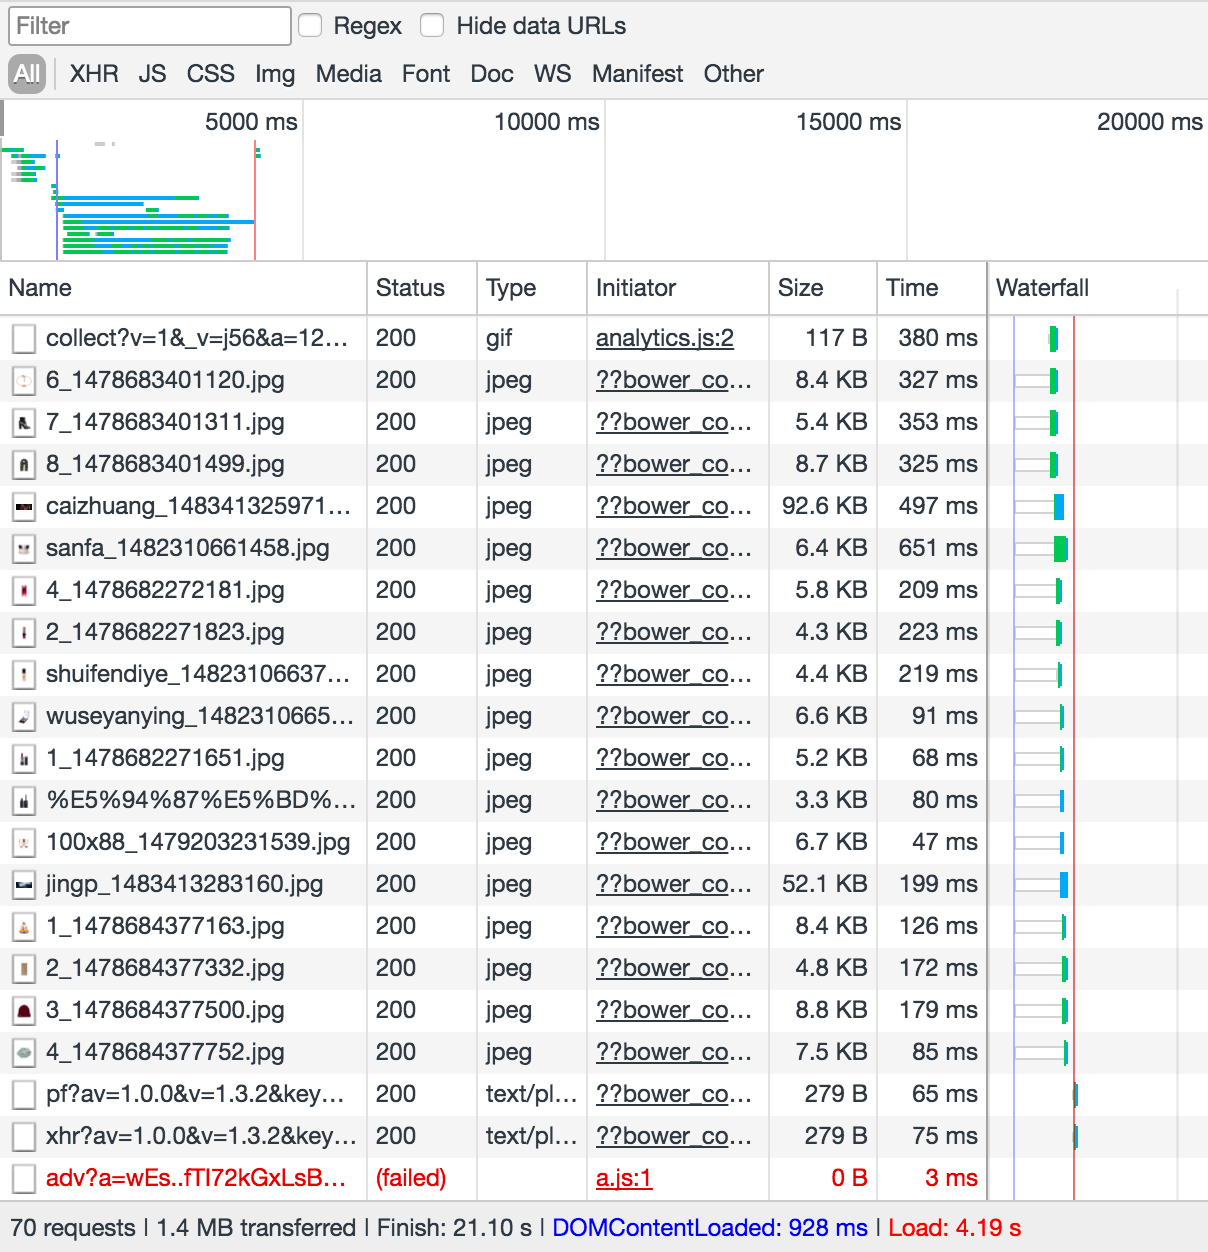 Filter Regex Hide data URLs
All XHR JS CSS Img Media Font Doc WS Manifest Other
5000 ms 10000 ms 15000 ms 20000 ms
Name Status Type Initiator Size Time Waterfall
collect?v=1&_v=j56&a=12... 200 gif analytics.js:2 117 B 380 ms
6_1478683401120.jpg 200 jpeg ??bower_co... 8.4 KB 327 ms
7_1478683401311.jpg 200 jpeg ??bower_co... 5.4 KB 353 ms
8_1478683401499.jpg 200 jpeg ??bower_co... 8.7 KB 325 ms
caizhuang_148341325971... 200 jpeg ??bower_co... 92.6 KB 497 ms
sanfa_1482310661458.jpg 200 jpeg ??bower_co... 6.4 KB 651 ms
4_1478682272181.jpg 200 jpeg ??bower_co... 5.8 KB 209 ms
2_1478682271823.jpg 200 jpeg ??bower_co... 4.3 KB 223 ms
shuifendiye_14823106637... 200 jpeg ??bower_co... 4.4 KB 219 ms
wuseyanying_1482310665... 200 jpeg ??bower_co... 6.6 KB 91 ms
1_1478682271651.jpg 200 jpeg ??bower_co... 5.2 KB 68 ms
%E5%94%87%E5%BD%... 200 jpeg ??bower_co... 3.3 KB 80 ms
100x88_1479203231539.jpg 200 jpeg ??bower_co... 6.7 KB 47 ms
jingp_1483413283160.jpg 200 jpeg ??bower_co... 52.1 KB 199 ms
1_1478684377163.jpg 200 jpeg ??bower_co... 8.4 KB 126 ms
2_1478684377332.jpg 200 jpeg ??bower_co... 4.8 KB 172 ms
3_1478684377500.jpg 200 jpeg ??bower_co... 8.8 KB 179 ms
4_1478684377752.jpg 200 jpeg ??bower_co... 7.5 KB 85 ms
pf?av=1.0.0&v=1.3.2&key... 200 text/pl... ??bower_co... 279 B 65 ms
xhr?av=1.0.0&v=1.3.2&key... 200 text/pl... ??bower_co... 279 B 75 ms
adv?a=wEs..fTI72kGxLsB... (failed) a.js:1 0 B 3 ms
70 requests | 1.4 MB transferred | Finish: 21.10 s | DOMContentLoaded: 928 ms | Load: 4.19 s